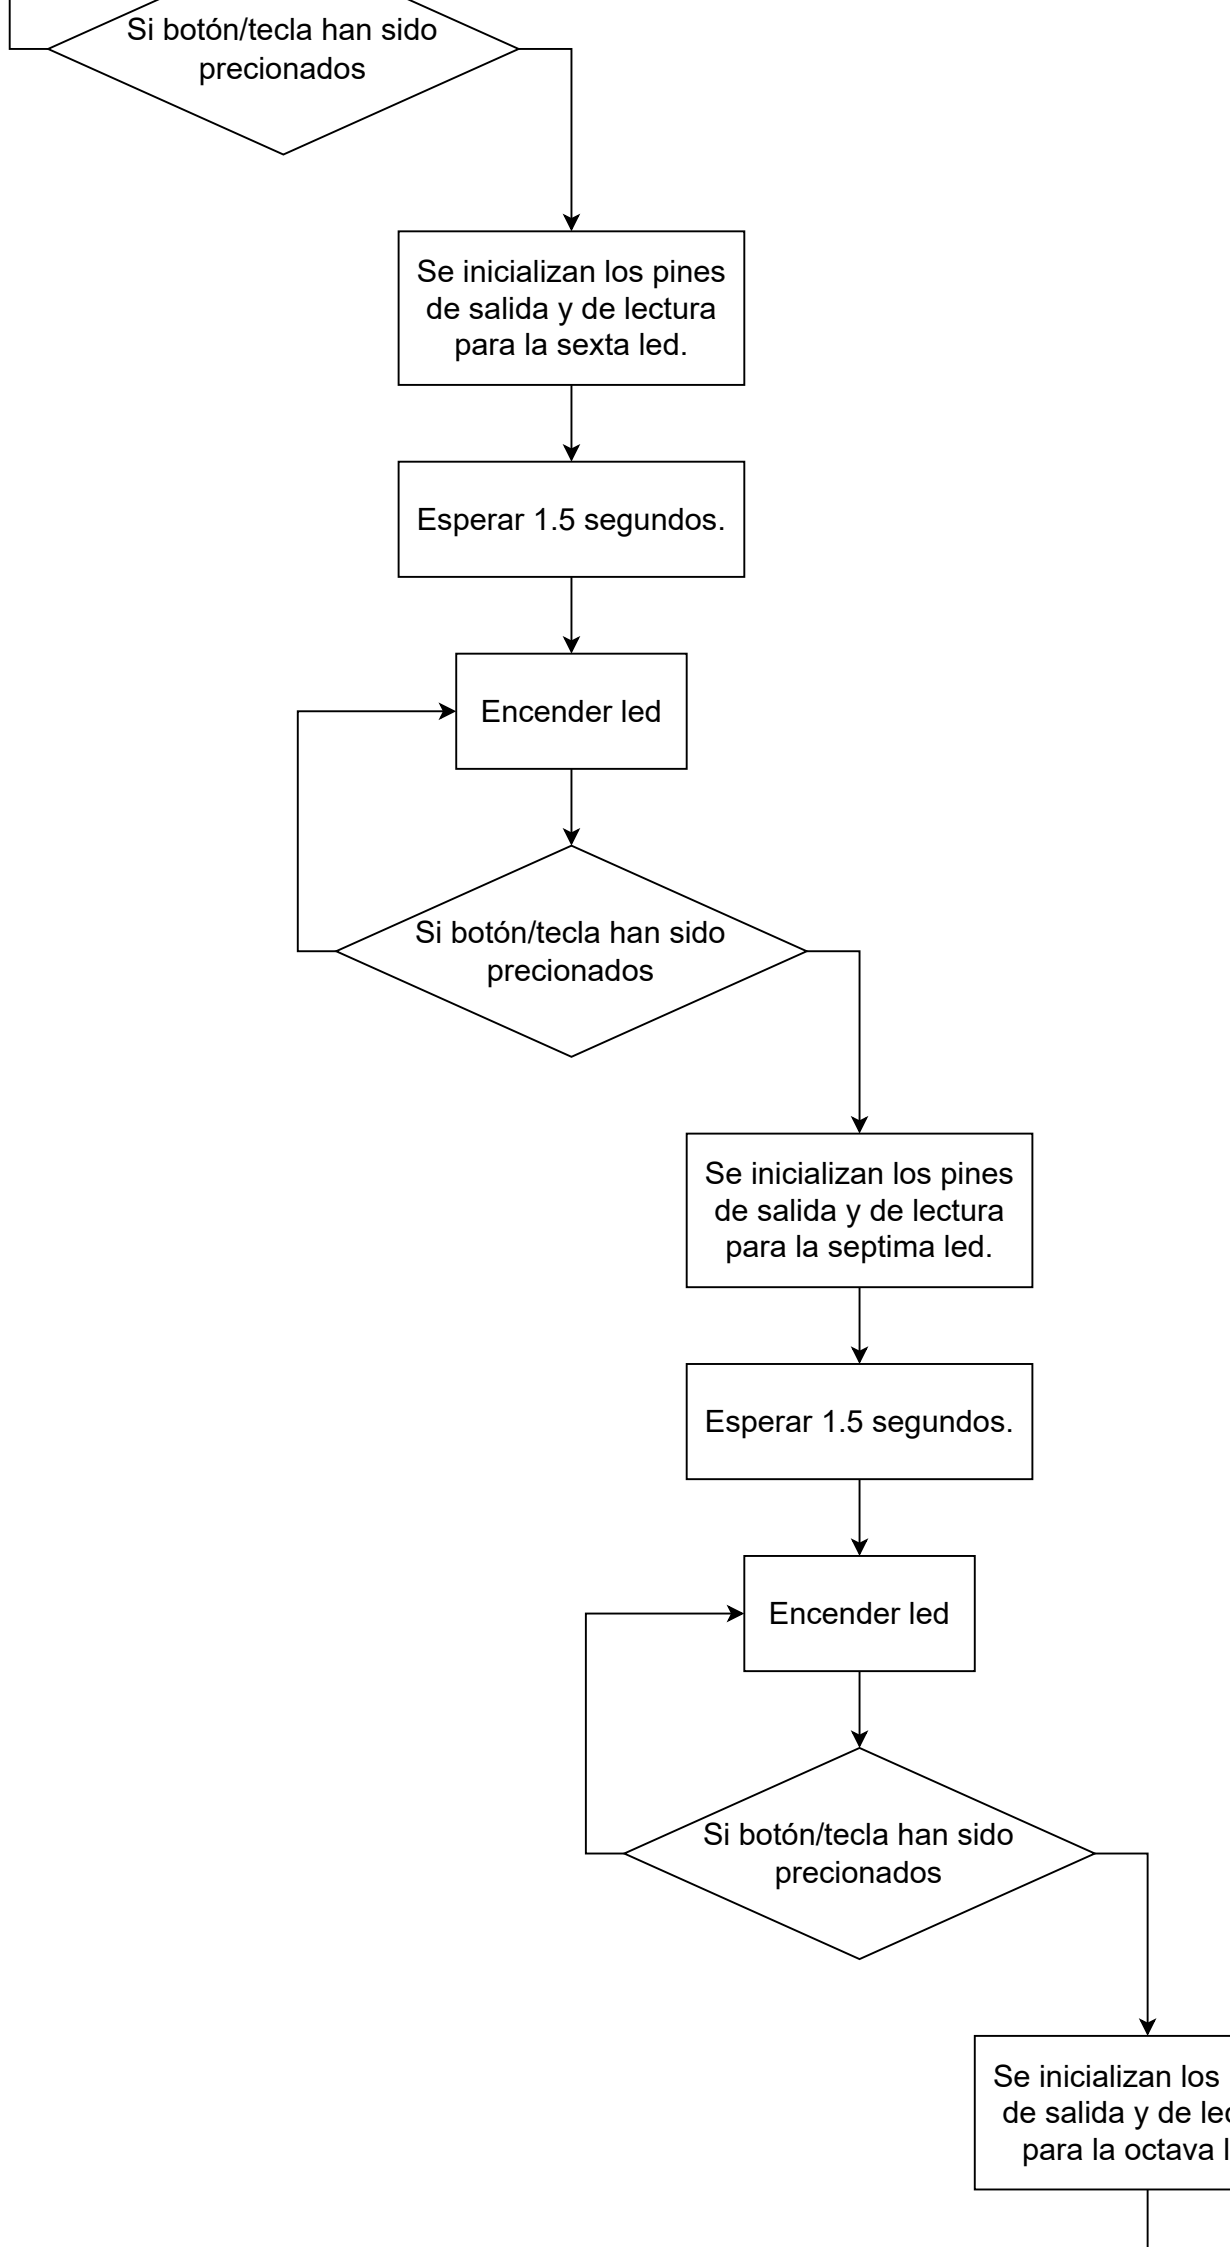 Si botón/tecla han sido
precionados
Se inicializan los pines
de salida y de lectura
para la sexta led.
Esperar 1.5 segundos.
Encender led
Si botón/tecla han sido
precionados
Se inicializan los pines
de salida y de lectura
para la septima led.
Esperar 1.5 segundos.
Encender led
Si botón/tecla han sido
precionados
Se inicializan los
de salida y de
para la octava